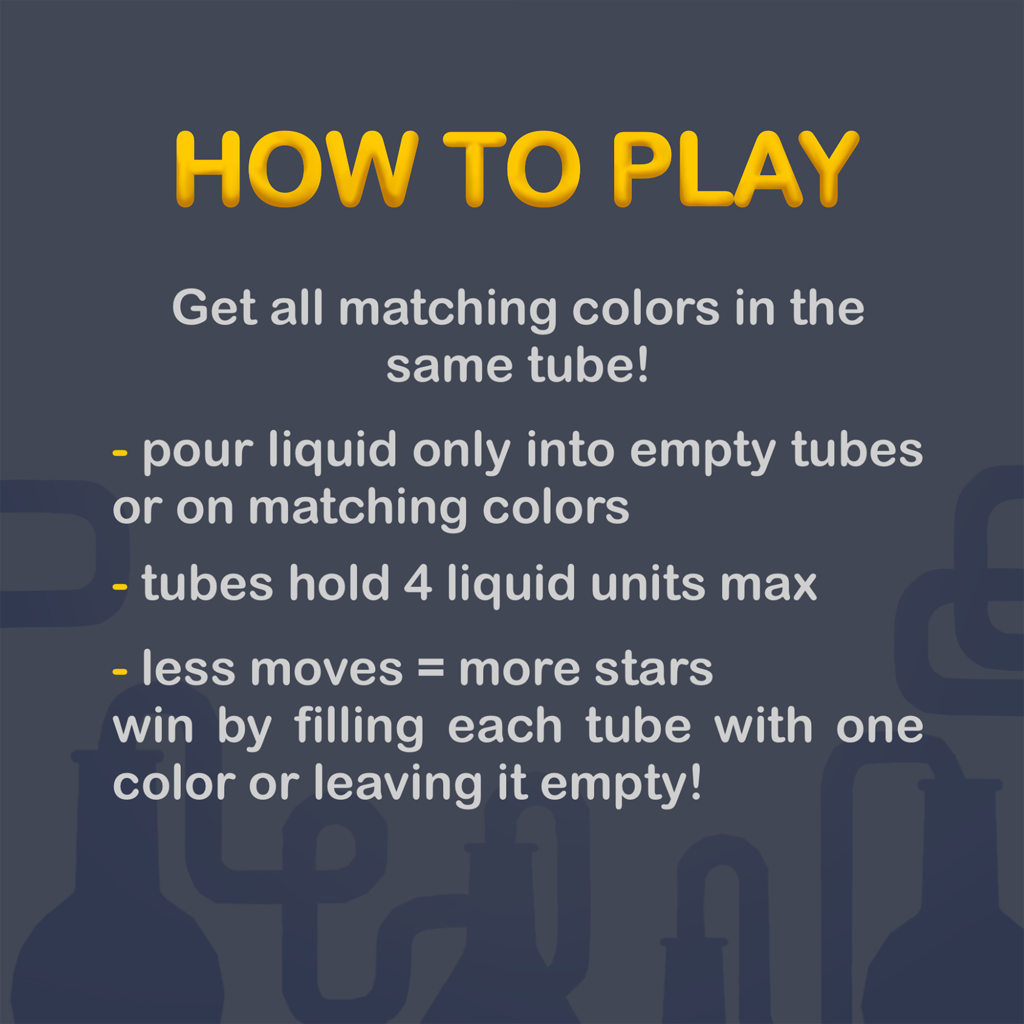 HOW TO PLAY
Get all matching colors in the
same tube!
- pour liquid only into empty tubes
or on matching colors
- tubes hold 4 liquid units max
- less moves = more stars
win by filling each tube with one
color or leaving it empty!